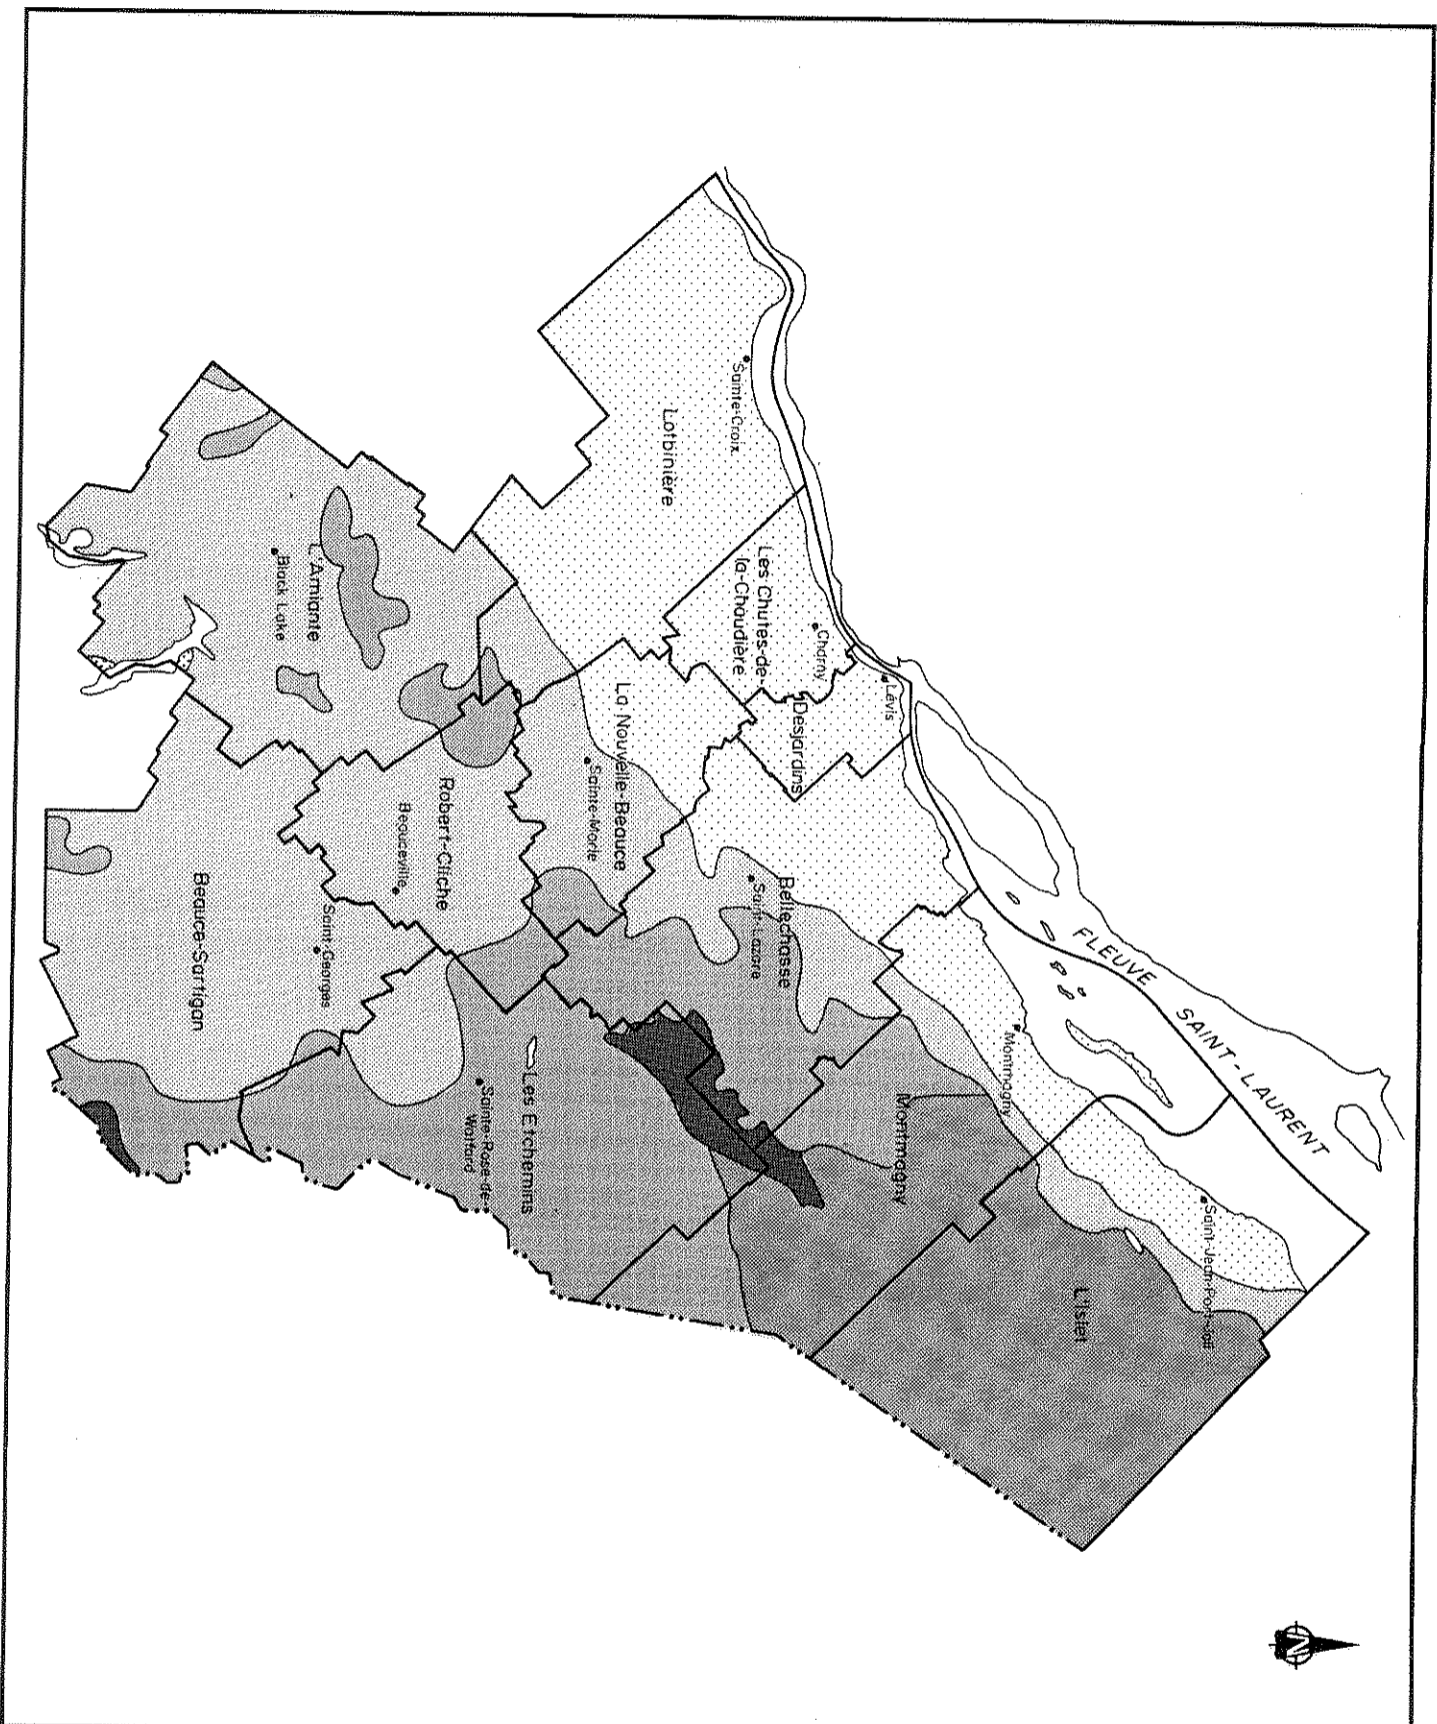 FLEUVE SAINT-LAURENT
Saint-Jean-Port-Joli
L'Islet
Montmagny
Montmagny
Sainte-Croix
Lotbinière
Charny
Les Chutes-de-
la-Chaudière
Lévis
Desjardins
Bellechasse
Saint-Lazare
La Nouvelle-Beauce
Sainte-Marie
Les Etchemins
Sainte-Rose-de-
Watford
Robert-Cliche
Beauceville
L'Amiante
Black Lake
Saint-Georges
Beauce-Sartigan
N